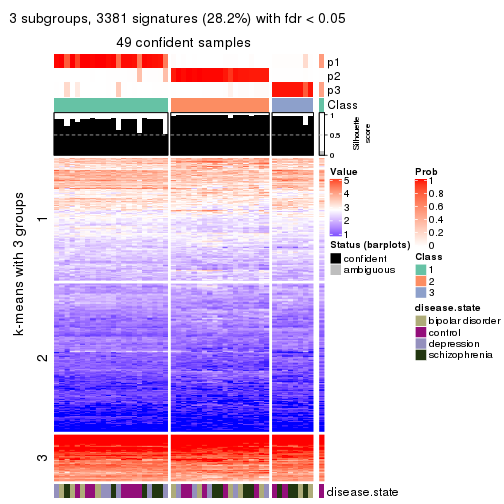 3 subgroups, 3381 signatures (28.2%) with fdr < 0.05
49 confident samples
p1
p2
p3
Class
1
0.5
0
Silhouette
score
k-means with 3 groups
1
2
3
disease.state
Value
5
4
3
2
1
Status (barplots)
confident
ambiguous
Prob
1
0.8
0.6
0.4
0.2
0
Class
1
2
3
disease.state
bipolar disorder
control
depression
schizophrenia